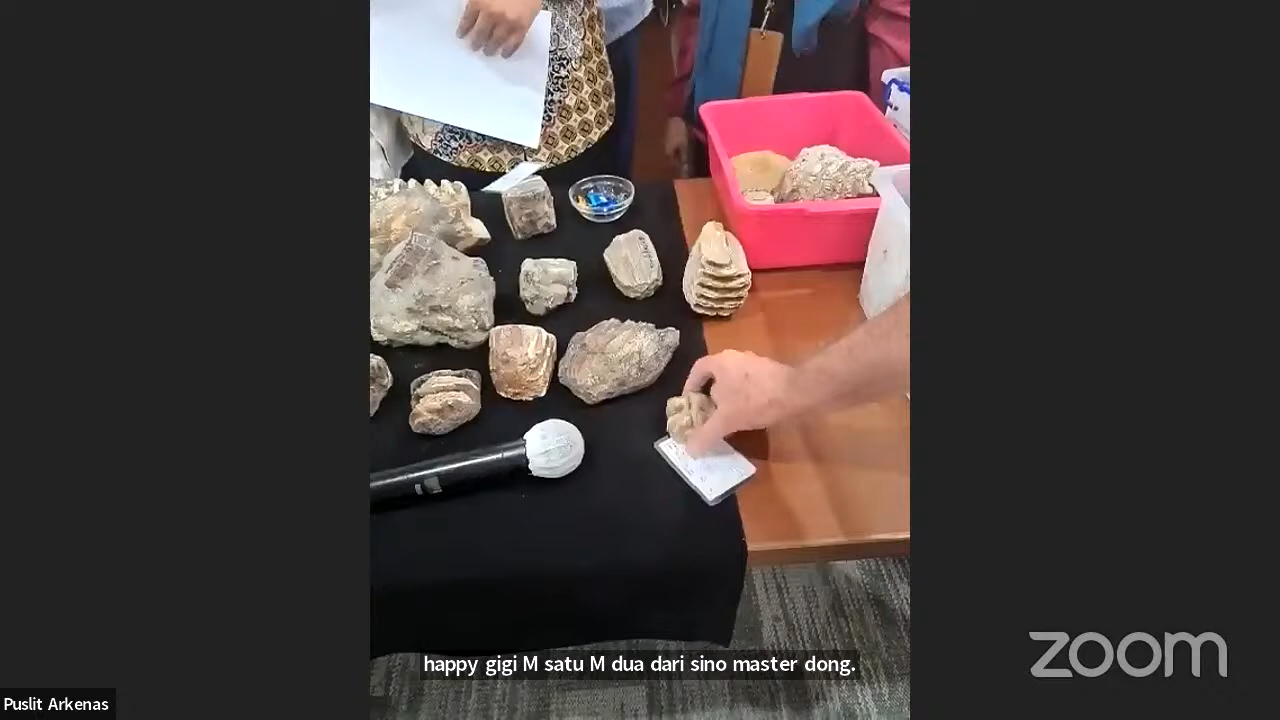 happy gigi M satu M dua dari sino master dong.
zoom
Puslit Arkenas